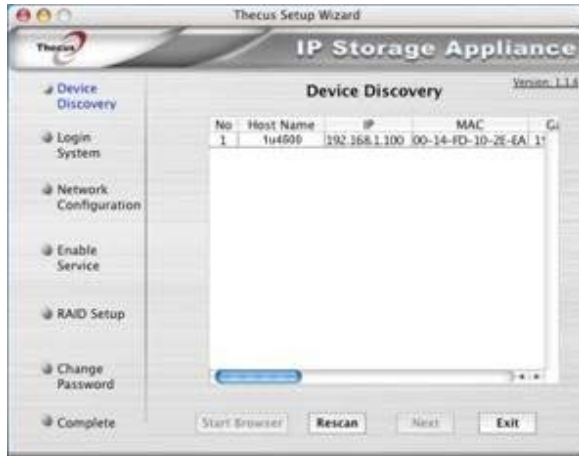 Thecus Setup Wizard
Thecus
IP Storage Appliance
Device Discovery
Version: 1.1.6
Device
Discovery
Login
System
Network
Configuration
Enable
Service
RAID Setup
Change
Password
Complete
No Host Name IP MAC
1 1u4600 192.168.1.100 00-14-FD-10-2E-EA
Start Browser Rescan Next Exit